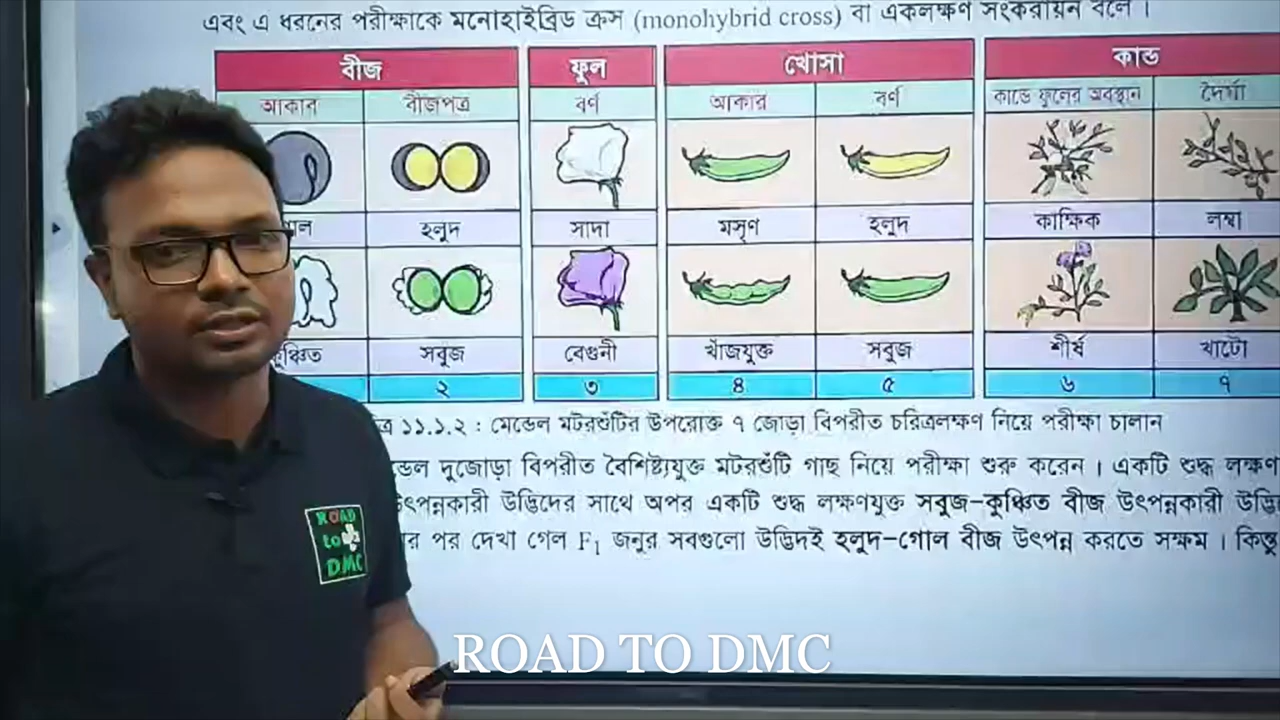 এবং এ ধরনের পরীক্ষাকে মনোহাইব্রিড ক্রস (monohybrid cross) বা একলক্ষণ সংকরায়ন বলে ।
বীজ ফুল খোসা কান্ড
আকার বীজপত্র বর্ণ আকার বর্ণ কান্ডে ফুলের অবস্থান দৈর্ঘ্য
হলুদ সাদা মসৃণ হলুদ কাক্ষিক লম্বা
কুঞ্চিত সবুজ বেগুনী খাঁজযুক্ত সবুজ শীর্ষ খাটো
২ ৩ ৪ ৫ ৬ ৭
১১.১.২ : মেন্ডেল মটরশুঁটির উপরোক্ত ৭ জোড়া বিপরীত চরিত্রলক্ষণ নিয়ে পরীক্ষা চালান
দুজোড়া বিপরীত বৈশিষ্ট্যযুক্ত মটরশুঁটি গাছ নিয়ে পরীক্ষা শুরু করেন । একটি শুদ্ধ লক্ষণ
উৎপন্নকারী উদ্ভিদের সাথে অপর একটি শুদ্ধ লক্ষণযুক্ত সবুজ-কুঞ্চিত বীজ উৎপন্নকারী
পর দেখা গেল F₁ জনুর সবগুলো উদ্ভিদই হলুদ-গোল বীজ উৎপন্ন করতে সক্ষম । কিন্তু
ROAD
to
DMC
ROAD TO DMC